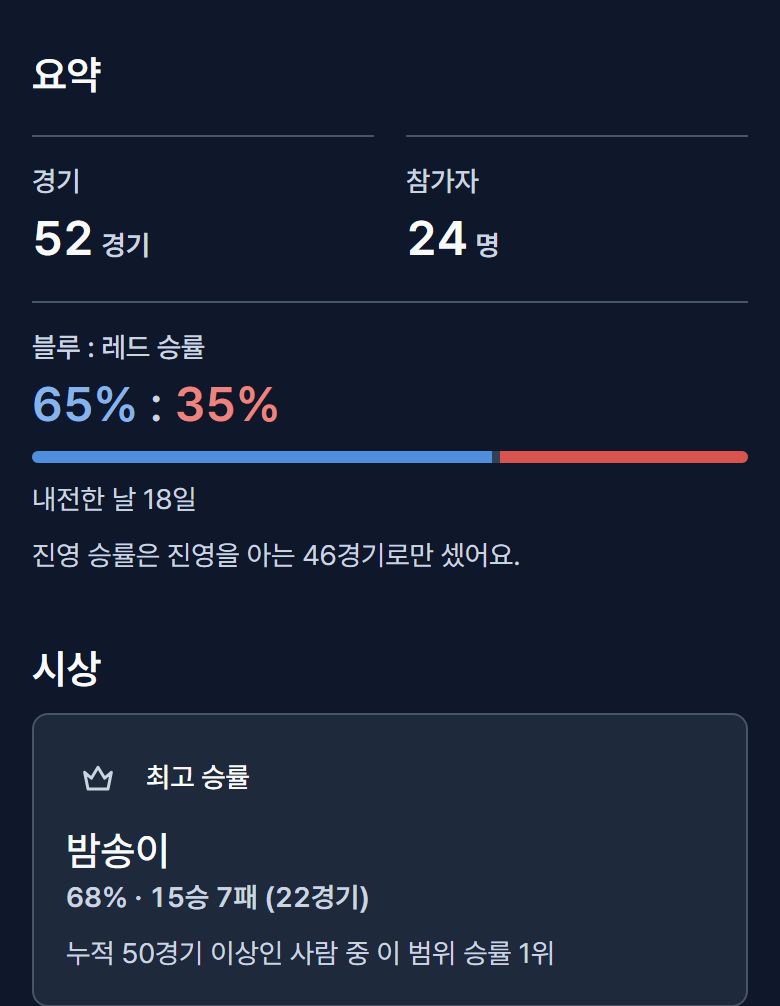 요약
경기
52 경기
참가자
24 명
블루 : 레드 승률
65% : 35%
내전한 날 18일
진영 승률은 진영을 아는 46경기로만 셌어요.
시상
최고 승률
밤송이
68% · 15승 7패 (22경기)
누적 50경기 이상인 사람 중 이 범위 승률 1위